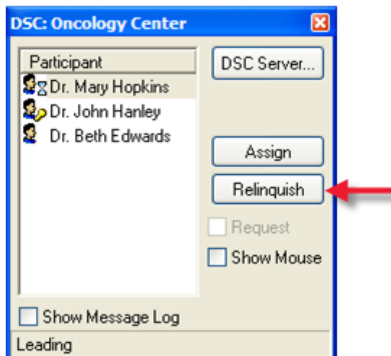 DSC: Oncology Center
Participant
DSC Server...
Dr. Mary Hopkins
Dr. John Hanley
Dr. Beth Edwards
Assign
Relinquish
Request
Show Mouse
Show Message Log
Leading